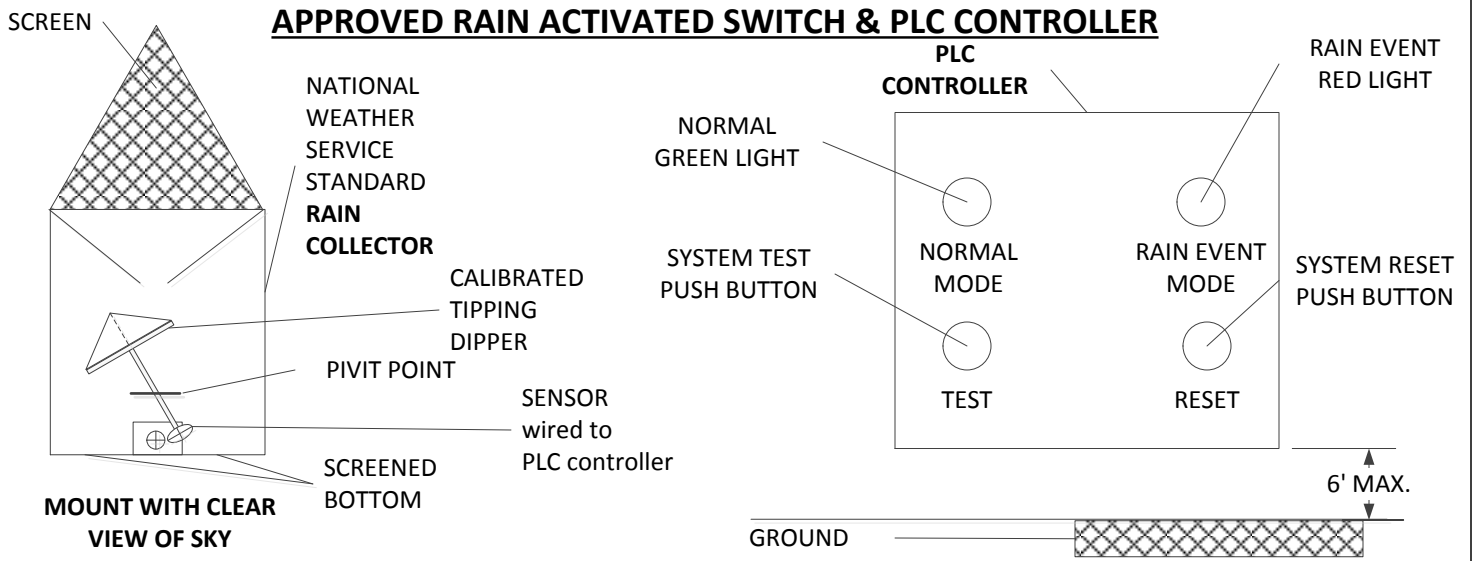 APPROVED RAIN ACTIVATED SWITCH & PLC CONTROLLER
SCREEN
NATIONAL
WEATHER
SERVICE
STANDARD
RAIN
COLLECTOR
CALIBRATED
TIPPING
DIPPER
PIVIT POINT
SENSOR
wired to
PLC controller
SCREENED
BOTTOM
MOUNT WITH CLEAR
VIEW OF SKY
PLC
CONTROLLER
RAIN EVENT
RED LIGHT
NORMAL
GREEN LIGHT
NORMAL
MODE
RAIN EVENT
MODE
SYSTEM TEST
PUSH BUTTON
SYSTEM RESET
PUSH BUTTON
TEST
RESET
6' MAX.
GROUND